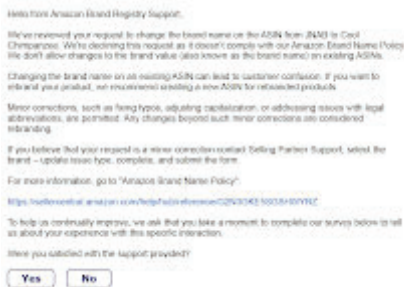 Hello from Amazon Brand Registry Support,
We've reviewed your request to change the brand name on the ASIN from JNAB to Cool
Chimpanzee. We're declining this request as it doesn't comply with our Amazon Brand Name Policy.
We don't allow changes to the brand value (also known as the brand name) on existing ASINs.
Changing the brand name on an existing ASIN can lead to customer confusion. If you want to
rebrand your product, we recommend creating a new ASIN for rebranded products.
Minor corrections, such as fixing typos, adjusting capitalization, or addressing issues with legal
abbreviations, are permitted. Any changes beyond such minor corrections are considered
rebranding.
If you believe that your request is a minor correction contact Selling Partner Support, select the
brand – update issue type, complete, and submit the form.
For more information, go to "Amazon Brand Name Policy":
To help us continually improve, we ask that you take a moment to complete our survey below to tell
us about your experience with this specific interaction.
Were you satisfied with the support provided?
Yes No